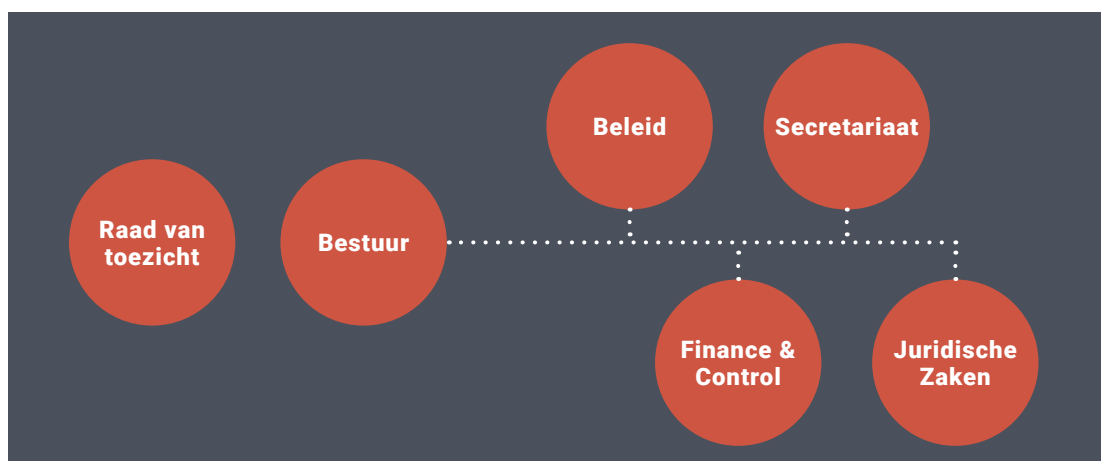 Raad van
toezicht
Bestuur
Beleid
Secretariaat
Finance &
Control
Juridische
Zaken